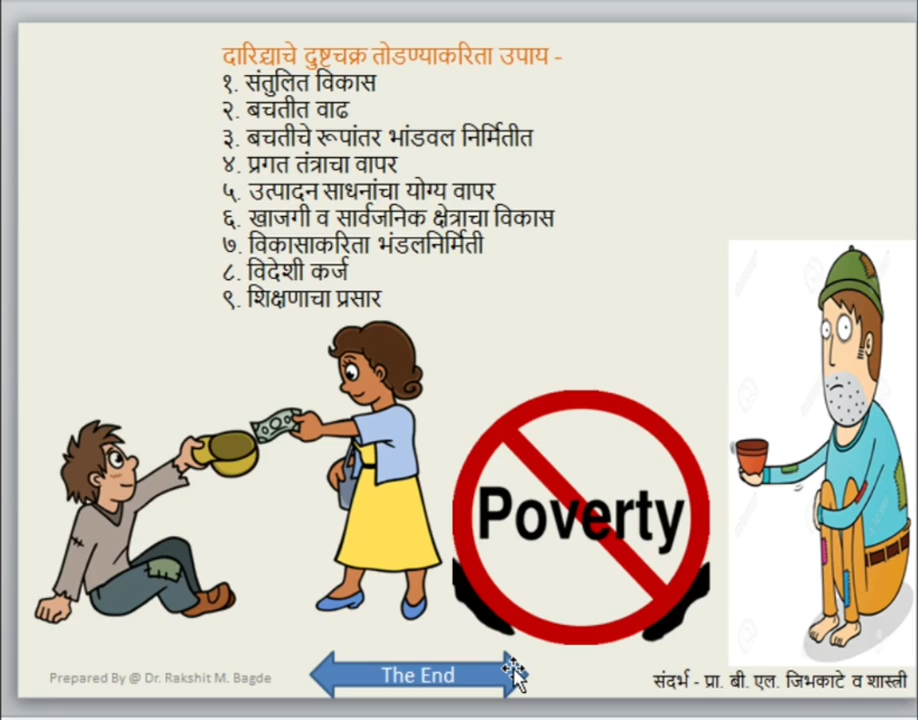 दारिद्र्याचे दुष्टचक्र तोडण्याकरिता उपाय -
१. संतुलित विकास
२. बचतीत वाढ
३. बचतीचे रूपांतर भांडवल निर्मितीत
४. प्रगत तंत्राचा वापर
५. उत्पादन साधनांचा योग्य वापर
६. खाजगी व सार्वजनिक क्षेत्राचा विकास
७. विकासाकरिता भंडलनिर्मिती
८. विदेशी कर्ज
९. शिक्षणाचा प्रसार
Poverty
Prepared By @ Dr. Rakshit M. Bagde
The End
संदर्भ - प्रा. बी. एल. जिभकाटे व शास्त्री